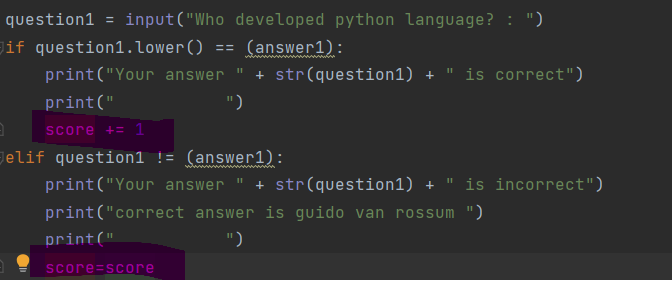 question1 = input("Who developed python language? : ")
if question1.lower() == (answer1):
    print("Your answer " + str(question1) + " is correct")
    print("           ")
    score += 1
elif question1 != (answer1):
    print("Your answer " + str(question1) + " is incorrect")
    print("correct answer is guido van rossum ")
    print("           ")
    score=score